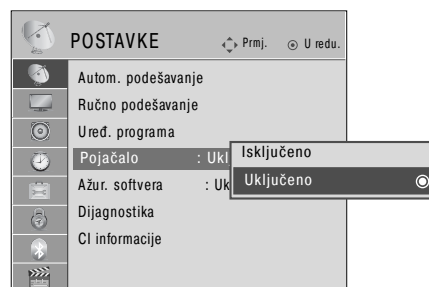 POSTAVKE Prmj. U redu.
Autom. podešavanje
Ručno podešavanje
Uređ. programa
Pojačalo : Ukl
Isključeno
Uključeno
Ažur. softvera : Uk
Dijagnostika
CI informacije